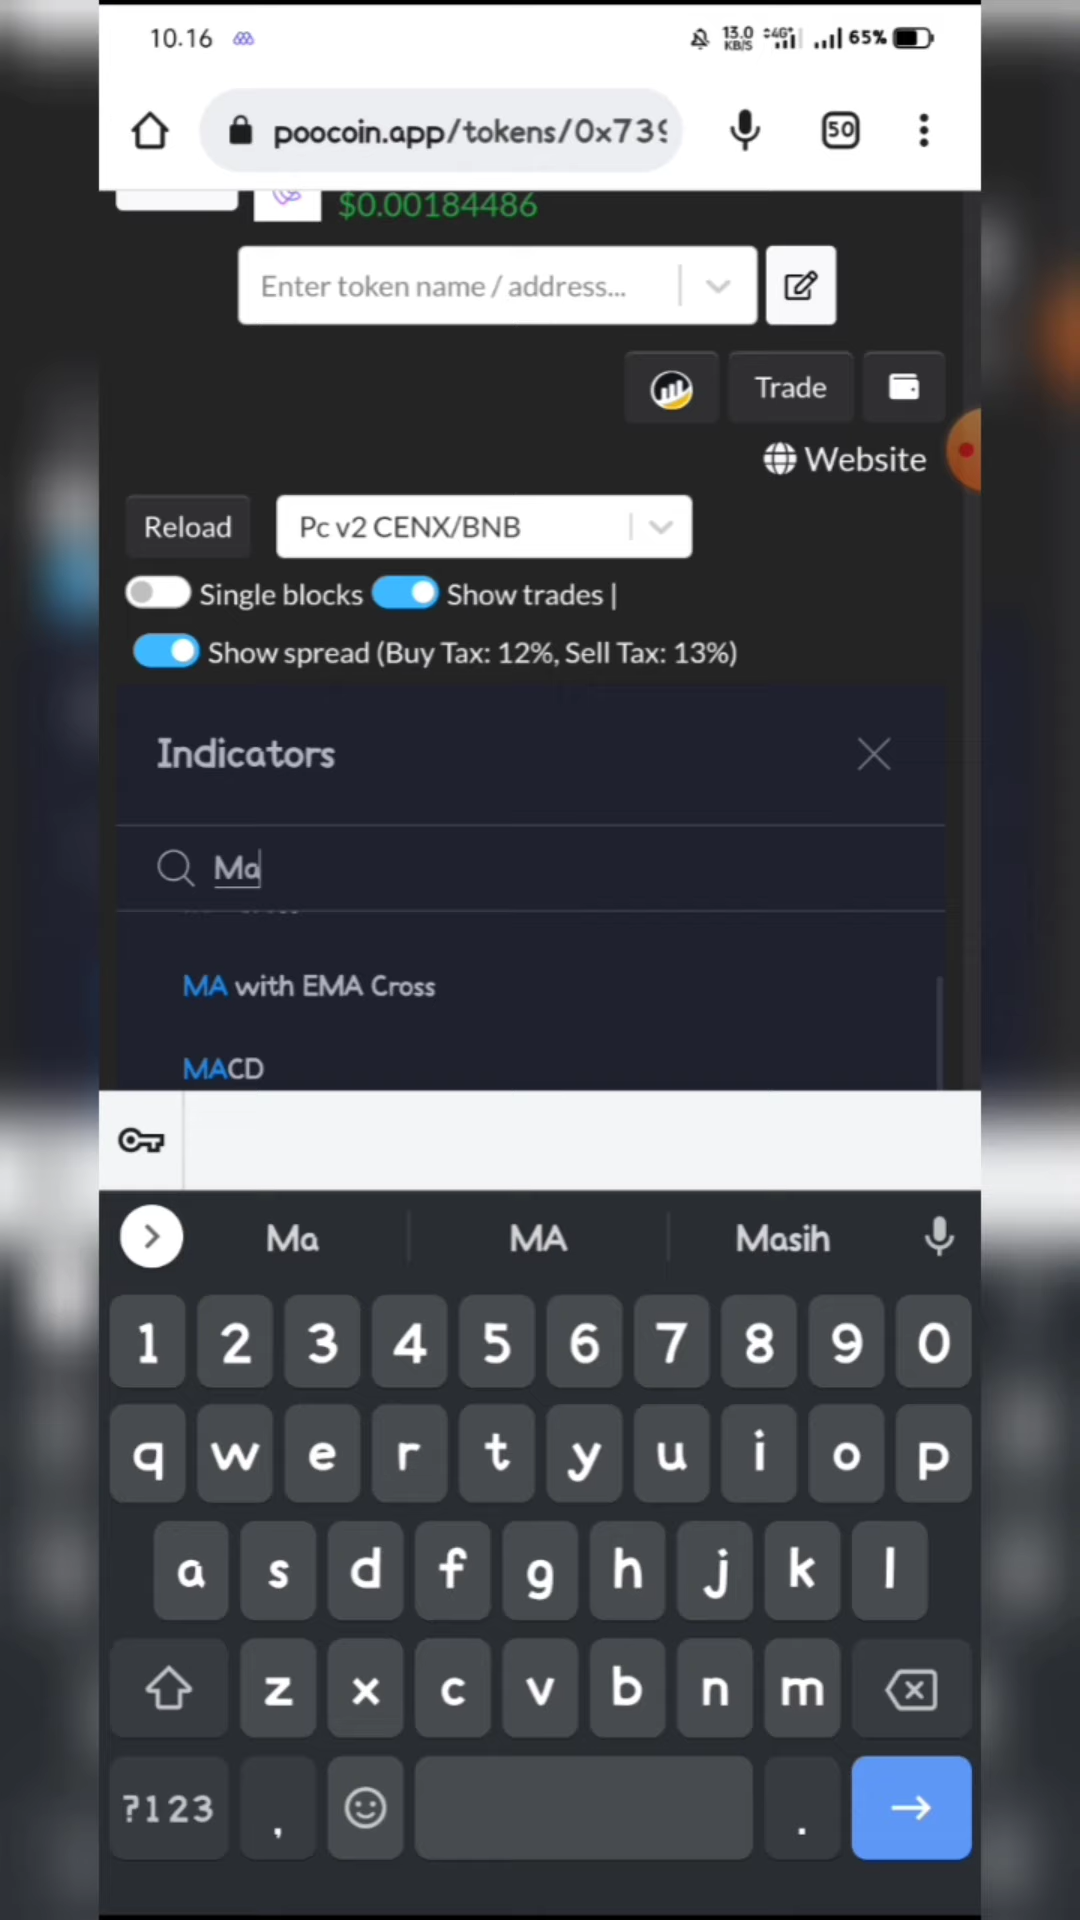 10.16 13.0 KB/S 4G+ 65%
poocoin.app/tokens/0x739
50
$0.00184486
Enter token name / address...
Trade
Website
Reload Pc v2 CENX/BNB
Single blocks Show trades |
Show spread (Buy Tax: 12%, Sell Tax: 13%)
Indicators
Ma
MA with EMA Cross
MACD
Ma MA Masih
1 2 3 4 5 6 7 8 9 0
q w e r t y u i o p
a s d f g h j k l
z x c v b n m
?123 , .